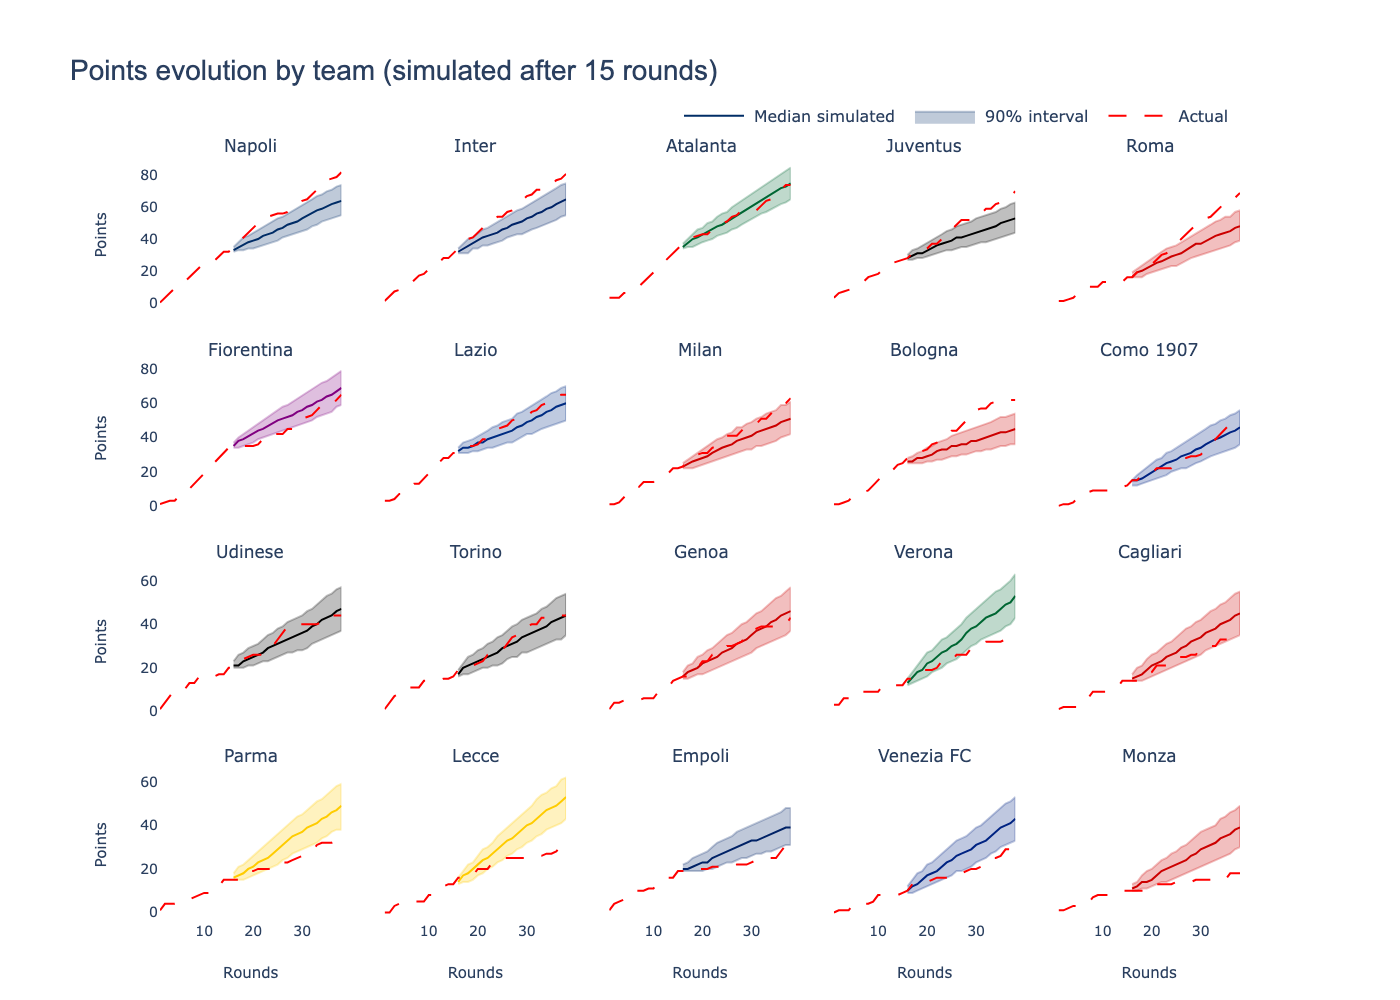 Points evolution by team (simulated after 15 rounds)
Median simulated 90% interval Actual
Napoli Inter Atalanta Juventus Roma
80
60
40
20
0
Points
Fiorentina Lazio Milan Bologna Como 1907
80
60
40
20
0
Points
Udinese Torino Genoa Verona Cagliari
60
40
20
0
Points
Parma Lecce Empoli Venezia FC Monza
60
40
20
0
Points
10 20 30 10 20 30 10 20 30 10 20 30 10 20 30
Rounds Rounds Rounds Rounds Rounds